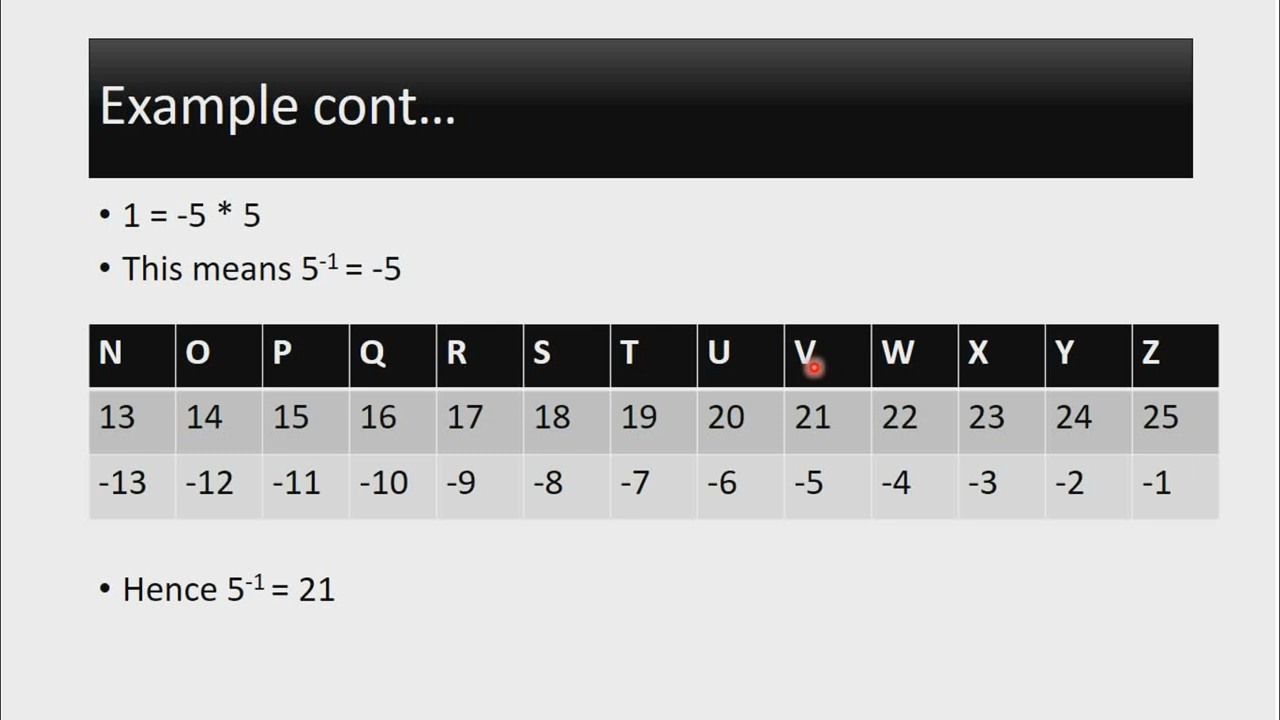 Example cont...
• 1 = -5 * 5
• This means 5⁻¹ = -5
N O P Q R S T U V W X Y Z
13 14 15 16 17 18 19 20 21 22 23 24 25
-13 -12 -11 -10 -9 -8 -7 -6 -5 -4 -3 -2 -1
• Hence 5⁻¹ = 21